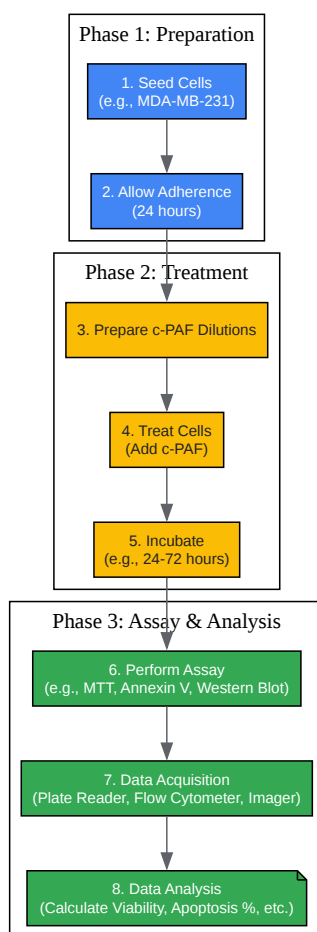 Phase 1: Preparation
1. Seed Cells
(e.g., MDA-MB-231)
2. Allow Adherence
(24 hours)
Phase 2: Treatment
3. Prepare c-PAF Dilutions
4. Treat Cells
(Add c-PAF)
5. Incubate
(e.g., 24-72 hours)
Phase 3: Assay & Analysis
6. Perform Assay
(e.g., MTT, Annexin V, Western Blot)
7. Data Acquisition
(Plate Reader, Flow Cytometer, Imager)
8. Data Analysis
(Calculate Viability, Apoptosis %, etc.)